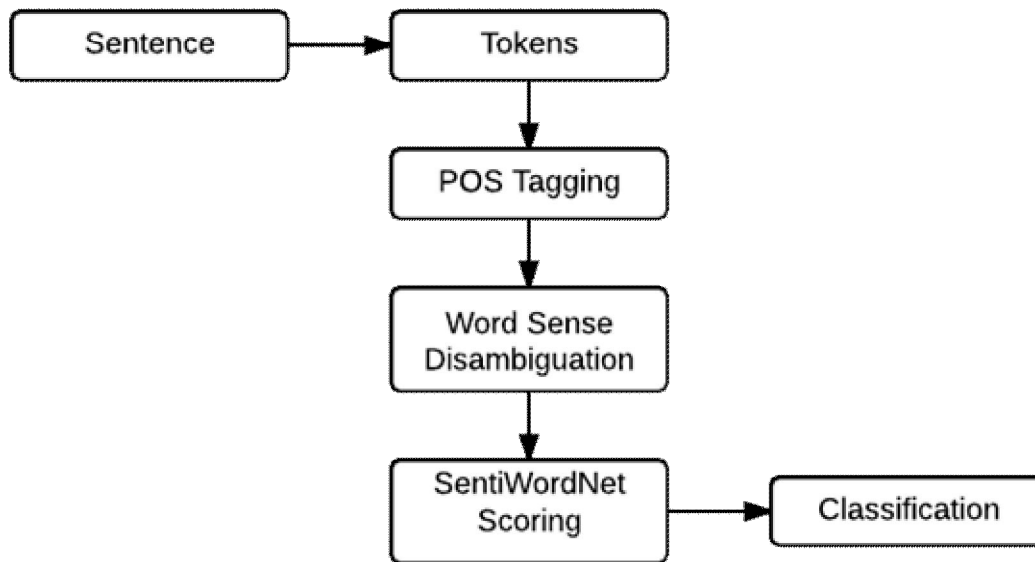 Sentence
Tokens
POS Tagging
Word Sense
Disambiguation
SentiWordNet
Scoring
Classification